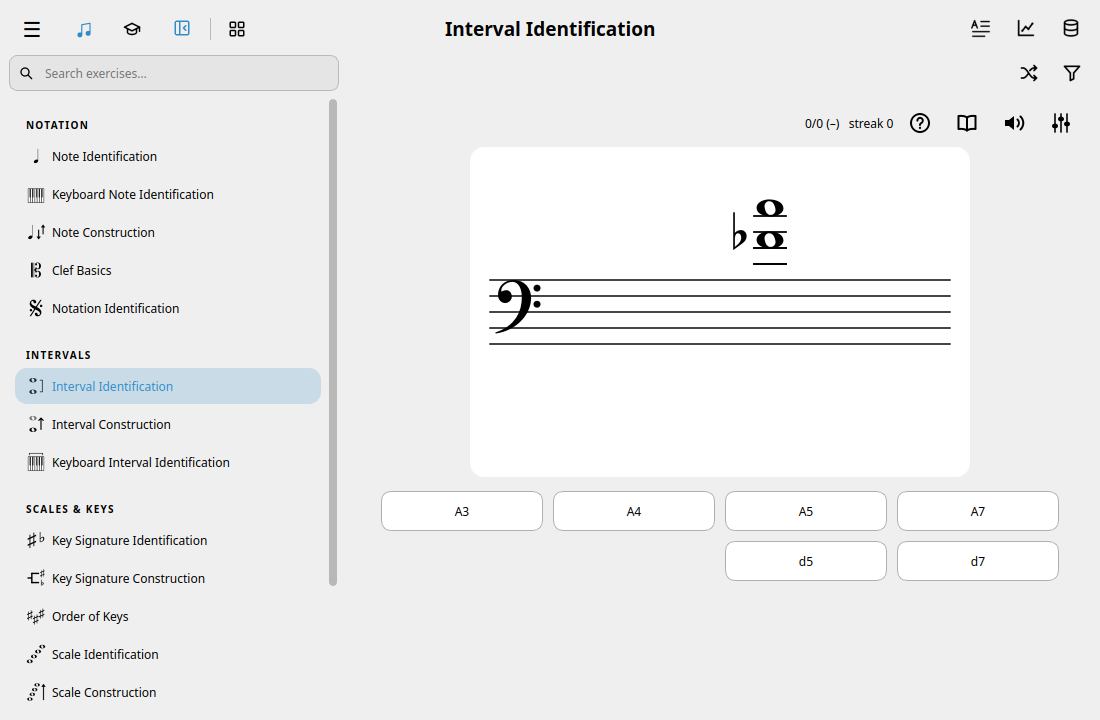 Interval Identification
Search exercises...
0/0 (–) streak 0
NOTATION
Note Identification
Keyboard Note Identification
Note Construction
Clef Basics
Notation Identification
INTERVALS
Interval Identification
Interval Construction
Keyboard Interval Identification
SCALES & KEYS
Key Signature Identification
Key Signature Construction
Order of Keys
Scale Identification
Scale Construction
A3 A4 A5 A7
d5 d7